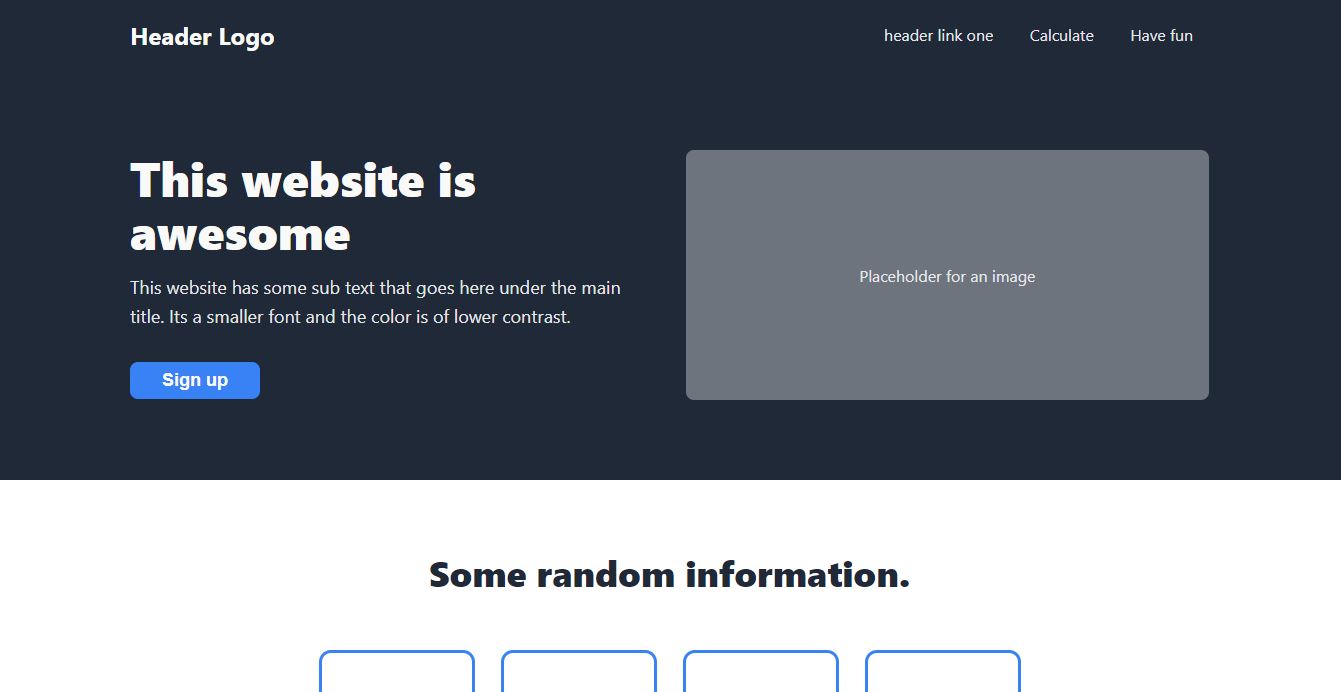 Header Logo
header link one
Calculate
Have fun
This website is
awesome
This website has some sub text that goes here under the main
title. Its a smaller font and the color is of lower contrast.
Sign up
Placeholder for an image
Some random information.